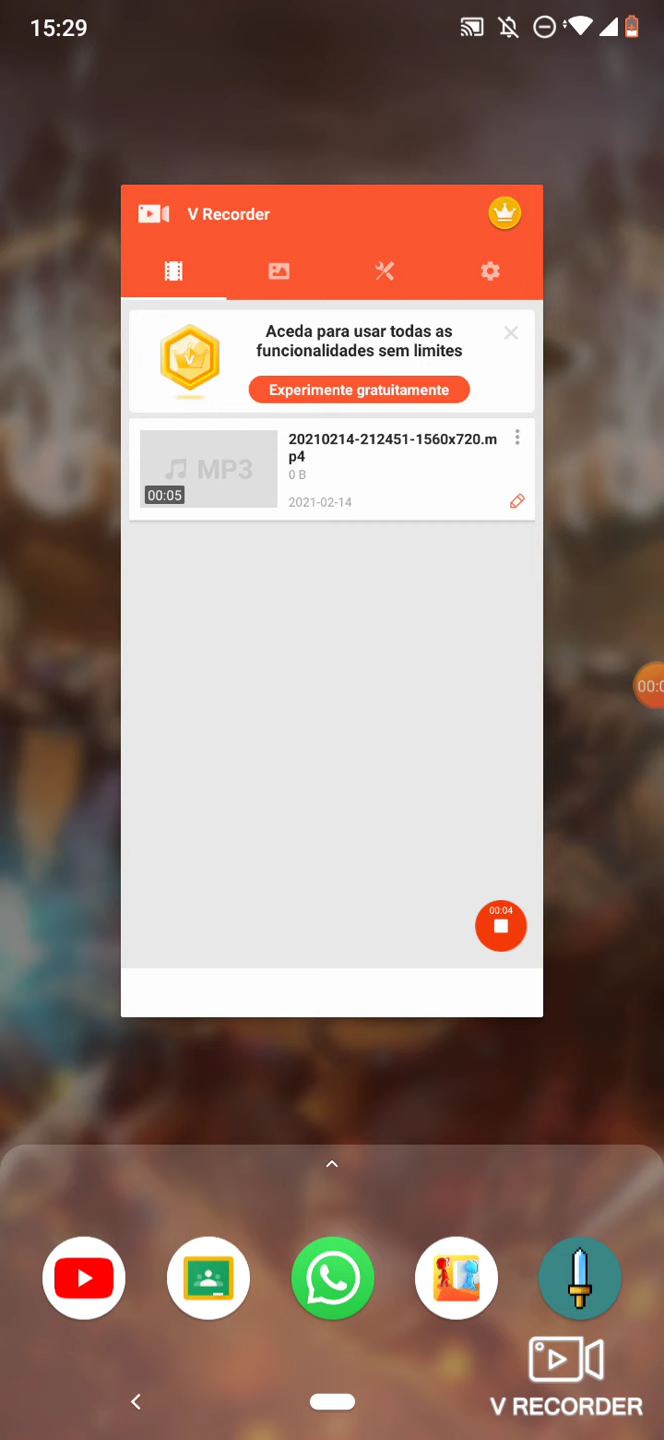 15:29
V Recorder
Aceda para usar todas as
funcionalidades sem limites
Experimente gratuitamente
MP3
00:05
20210214-212451-1560x720.m
p4
0 B
2021-02-14
00:04
V RECORDER